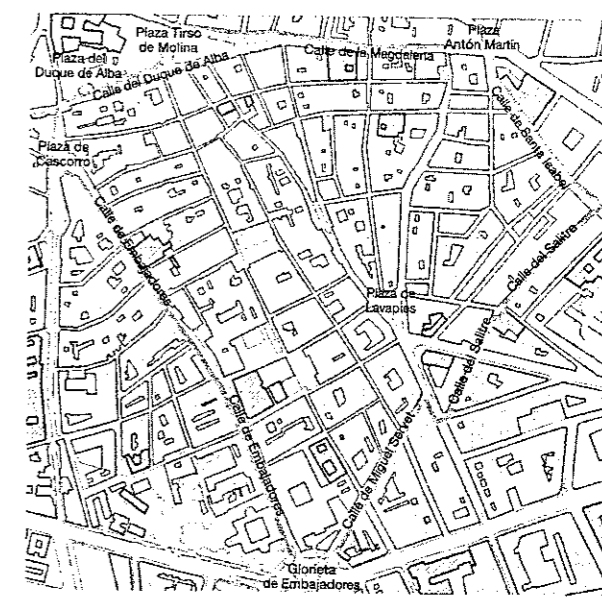 Plaza Tirso
de Molina
Plaza
Antón Martín
Calle de la Magdalena
Plaza del
Duque de Alba
Calle del Duque de Alba
Calle de Santa Isabel
Plaza de
Cascorro
Calle de Embajadores
Calle del Salitre
Plaza de
Lavapiés
Calle del Salitre
Calle de Embajadores
Calle de Miguel Servet
Glorieta
de Embajadores